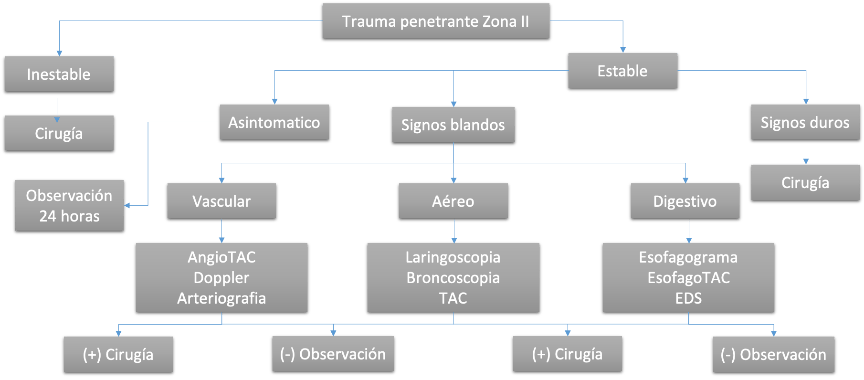 Trauma penetrante Zona II
Inestable
Estable
Cirugía
Asintomatico
Signos blandos
Signos duros
Observación
24 horas
Vascular
Aéreo
Digestivo
Cirugía
AngioTAC
Doppler
Arteriografia
Laringoscopia
Broncoscopia
TAC
Esofagograma
EsofagoTAC
EDS
(+) Cirugía
(-) Observación
(+) Cirugía
(-) Observación